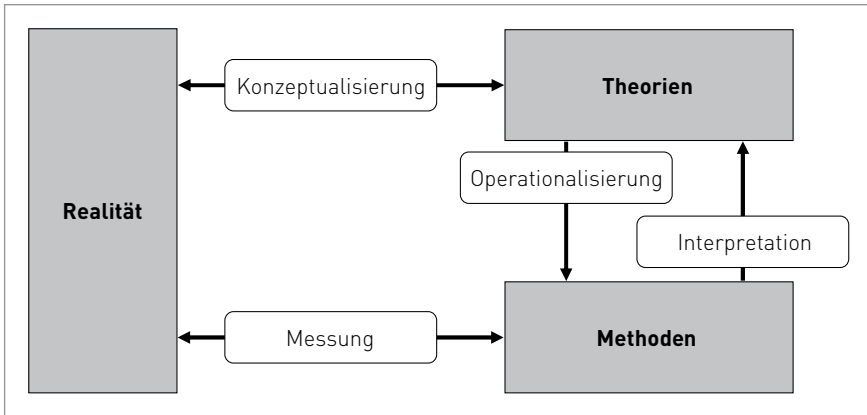 Konzeptualisierung
Theorien
Operationalisierung
Realität
Interpretation
Messung
Methoden